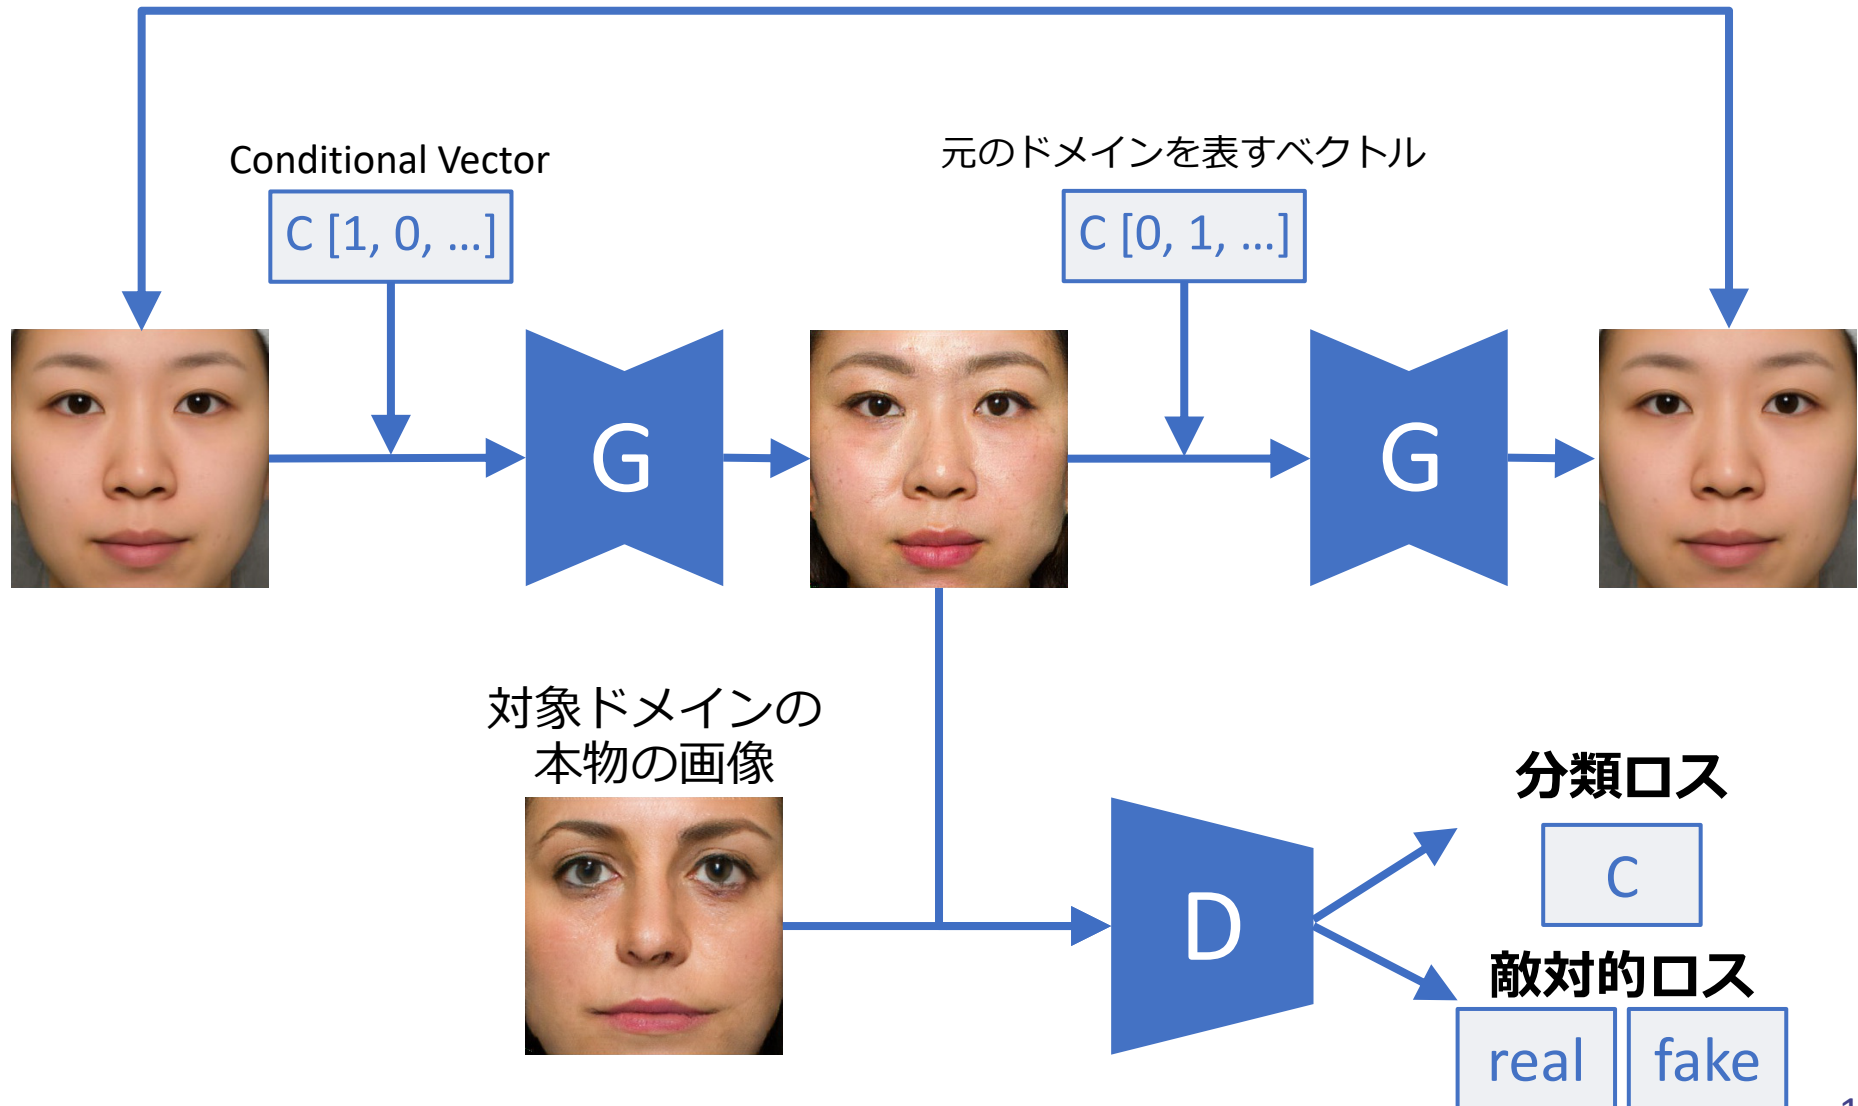 Conditional Vector
C [1, 0, ...]
元のドメインを表すベクトル
C [0, 1, ...]
G
G
対象ドメインの
本物の画像
D
分類ロス
C
敵対的ロス
real
fake
1